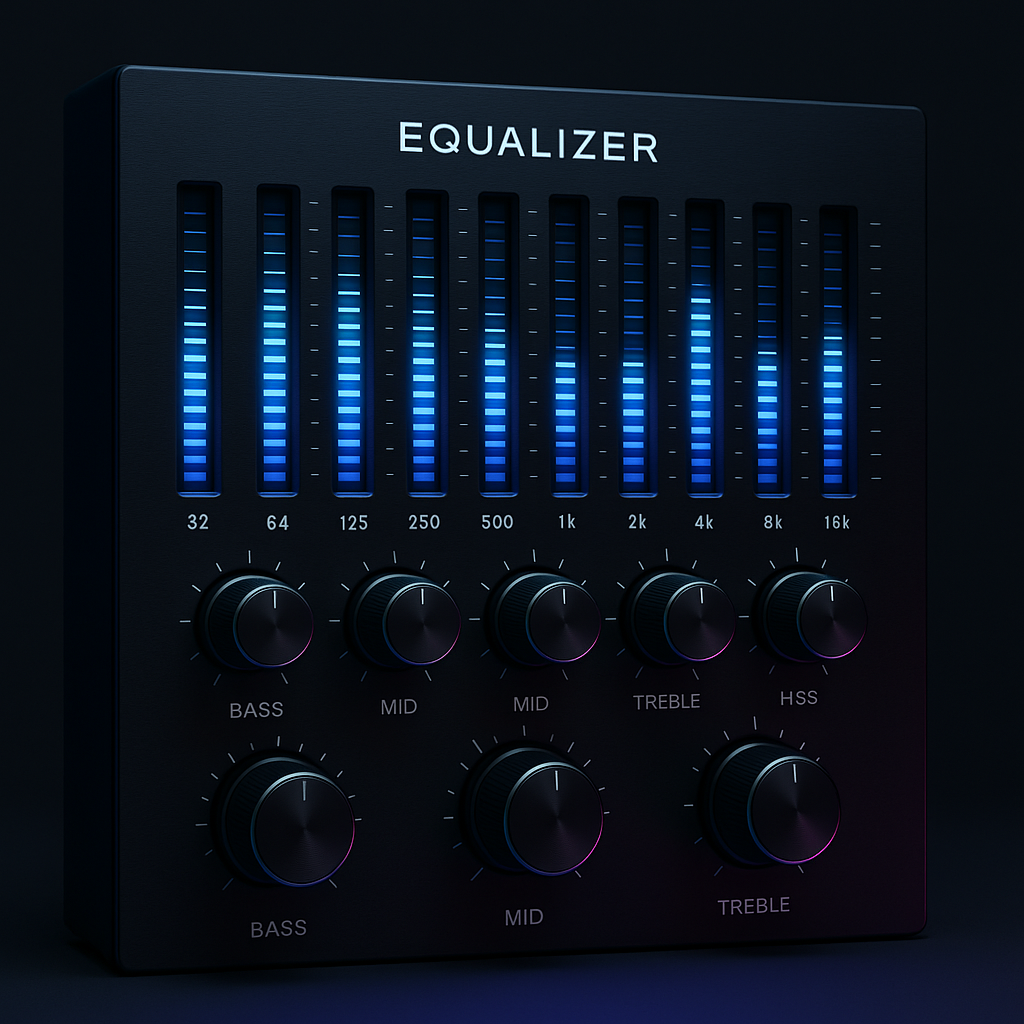 EQUALIZER
32 64 125 250 500 1k 2k 4k 8k 16k
BASS MID MID TREBLE HSS
BASS MID TREBLE